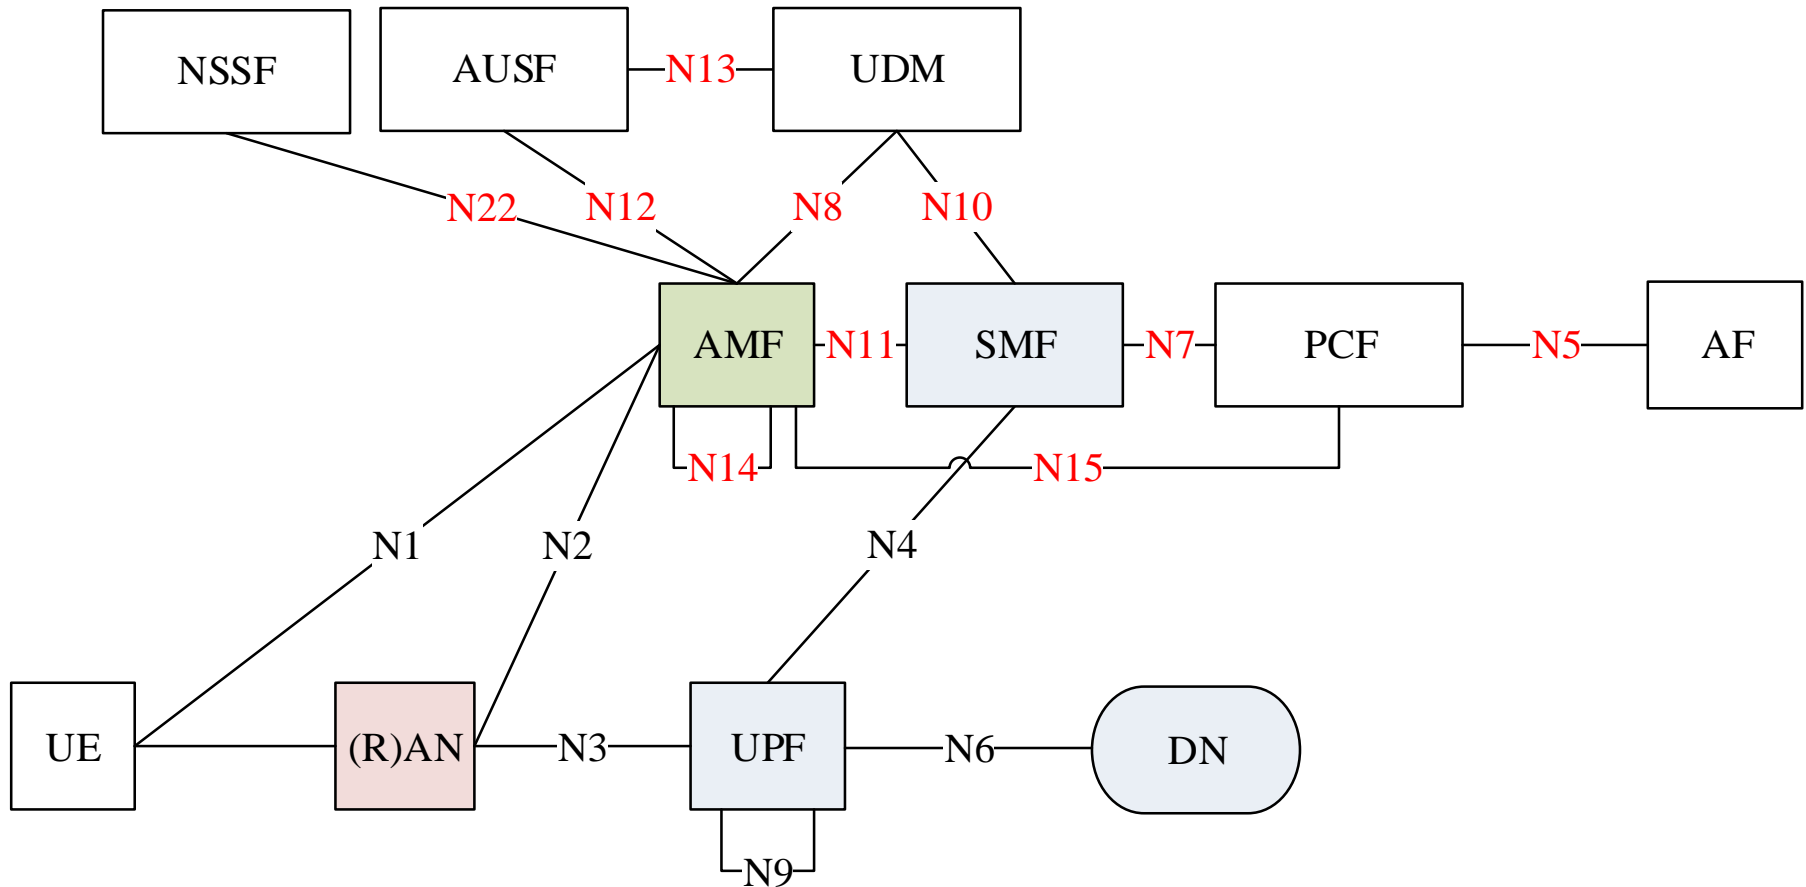 NSSF
AUSF
N13
UDM
N22
N12
N8
N10
AMF
N11
SMF
N7
PCF
N5
AF
N14
N15
N1
N2
N4
UE
(R)AN
N3
UPF
N6
DN
N9